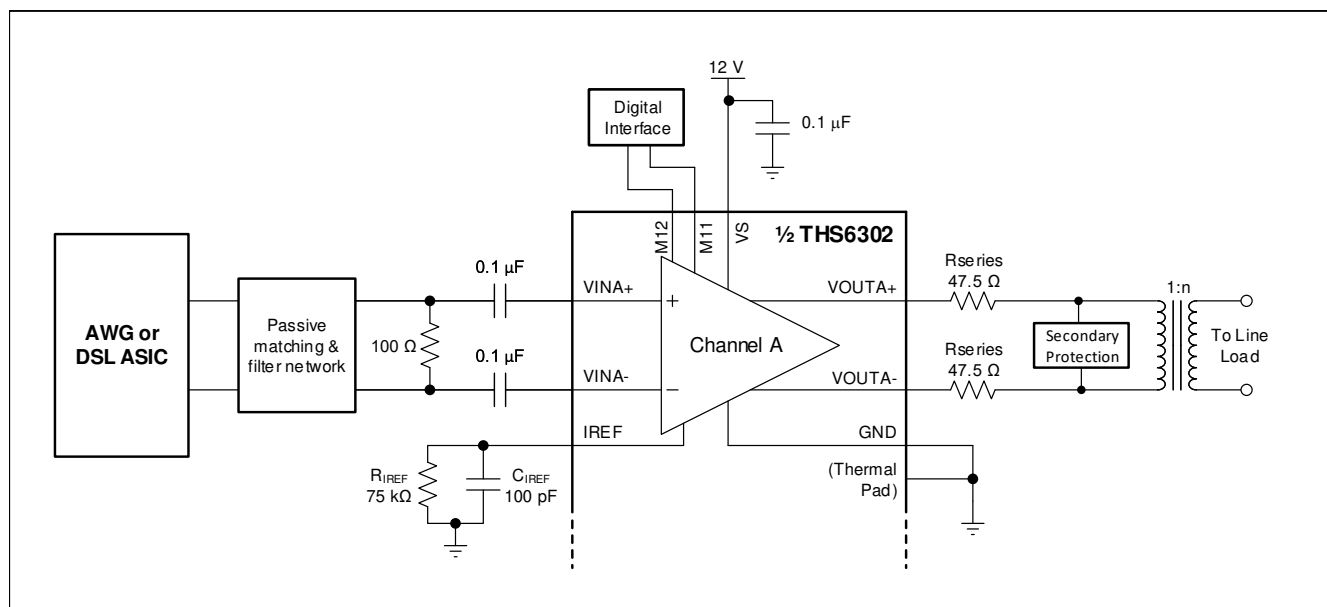 12 V
Digital
Interface
0.1 μF
M12
M11
VS
½ THS6302
AWG or
DSL ASIC
Passive
matching &
filter network
100 Ω
0.1 μF
0.1 μF
VINA+
VINA-
IREF
+
−
Channel A
VOUTA+
VOUTA-
GND
(Thermal
Pad)
Rseries
47.5 Ω
Rseries
47.5 Ω
Secondary
Protection
1:n
To Line
Load
RIREF
75 kΩ
CIREF
100 pF